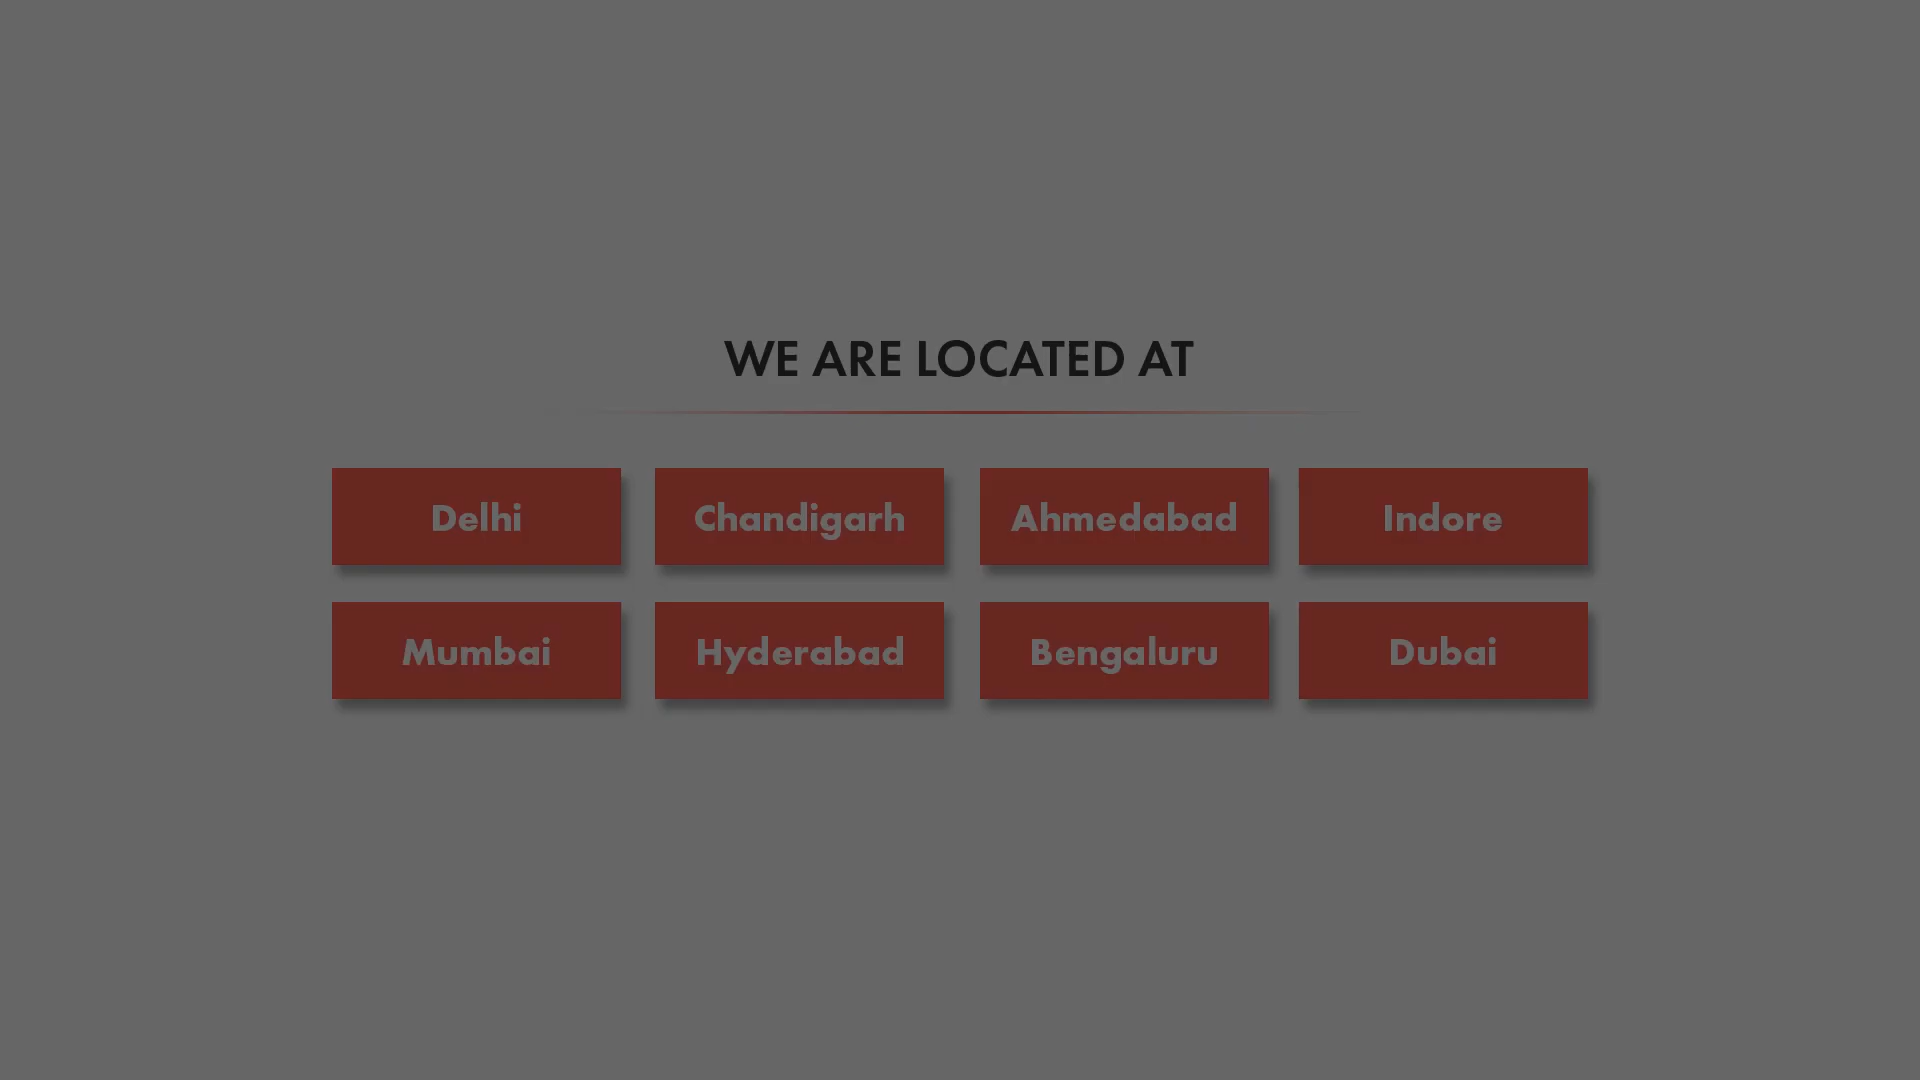 WE ARE LOCATED AT
Delhi
Chandigarh
Ahmedabad
Indore
Mumbai
Hyderabad
Bengaluru
Dubai